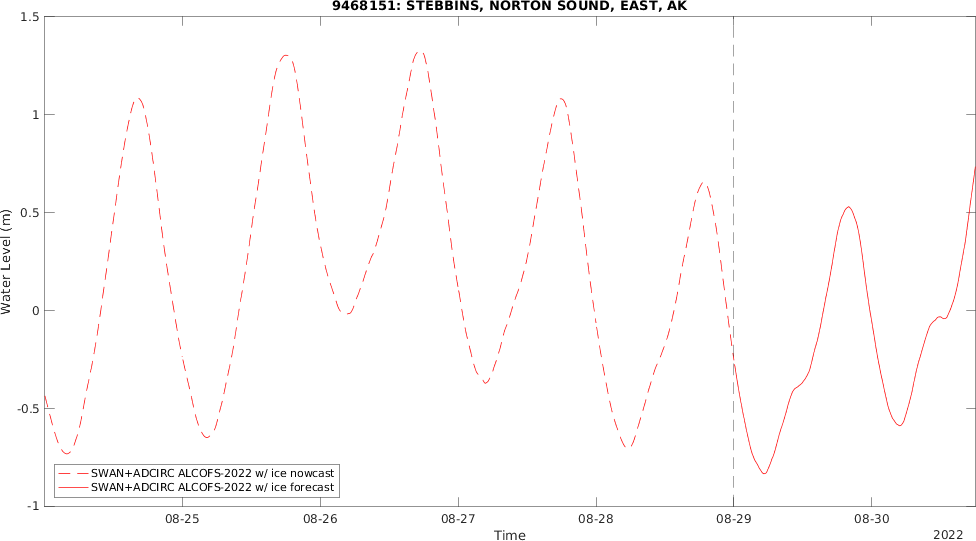 9468151: STEBBINS, NORTON SOUND, EAST, AK
Water Level (m)
1.5
1
0.5
0
-0.5
-1
SWAN+ADCIRC ALCOFS-2022 w/ ice nowcast
SWAN+ADCIRC ALCOFS-2022 w/ ice forecast
08-25 08-26 08-27 08-28 08-29 08-30
Time
2022